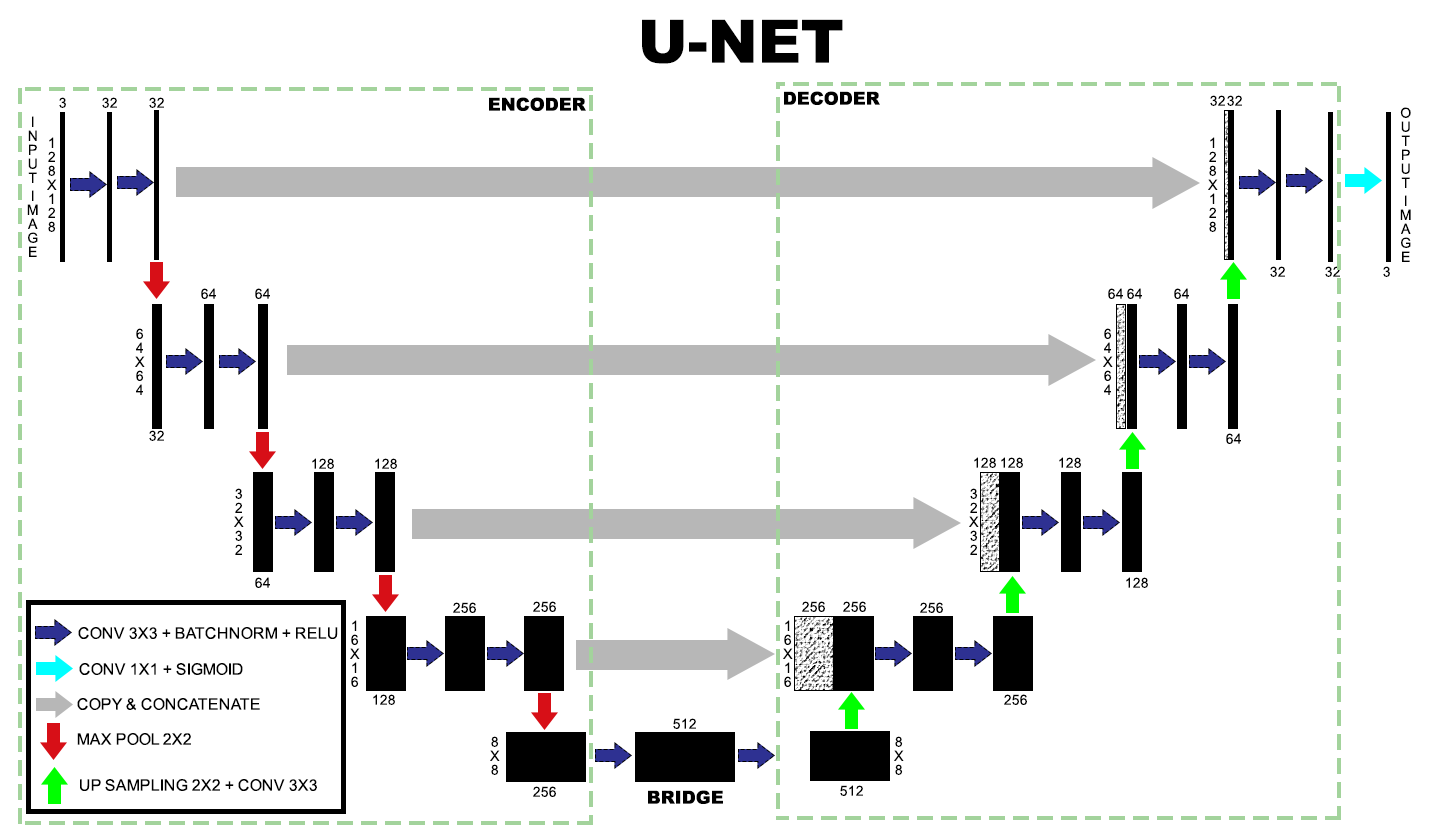 U-NET
ENCODER
DECODER
3
32
32
INPUT IMAGE
128X128
32 32
128X128
32
32
3
OUTPUT IMAGE
64
64
64X64
32
64 64
64
64X64
64
128
128
32X32
64
128 128
128
32X32
128
256
256
16X16
128
256
256
256
16X16
256
8X8
256
512
BRIDGE
8X8
512
CONV 3X3 + BATCHNORM + RELU
CONV 1X1 + SIGMOID
COPY & CONCATENATE
MAX POOL 2X2
UP SAMPLING 2X2 + CONV 3X3